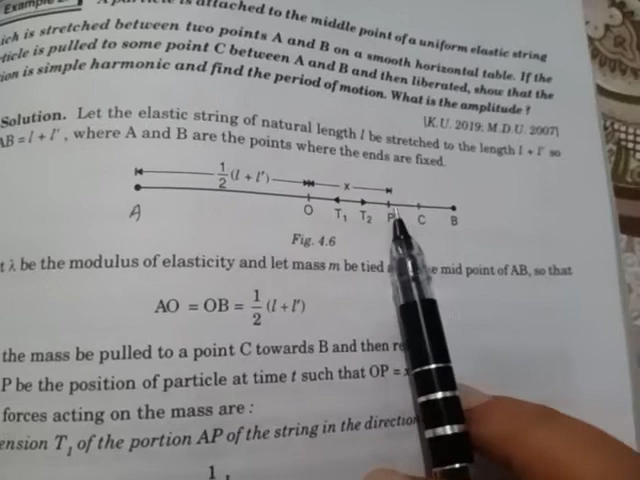 Example
A particle is attached to the middle point of a uniform elastic string
ich is stretched between two points A and B on a smooth horizontal table. If the
ticle is pulled to some point C between A and B and then liberated, show that the
ion is simple harmonic and find the period of motion. What is the amplitude ?
[K.U. 2019; M.D.U. 2007]
Solution. Let the elastic string of natural length l be stretched to the length l + l' so
AB = l + l', where A and B are the points where the ends are fixed.
1/2 (l + l') x
A O T₁ T₂ P C B
Fig. 4.6
t λ be the modulus of elasticity and let mass m be tied e mid point of AB, so that
AO = OB = 1/2 (l + l')
the mass be pulled to a point C towards B and then re
P be the position of particle at time t such that OP = x
forces acting on the mass are :
ension T₁ of the portion AP of the string in the direction
1